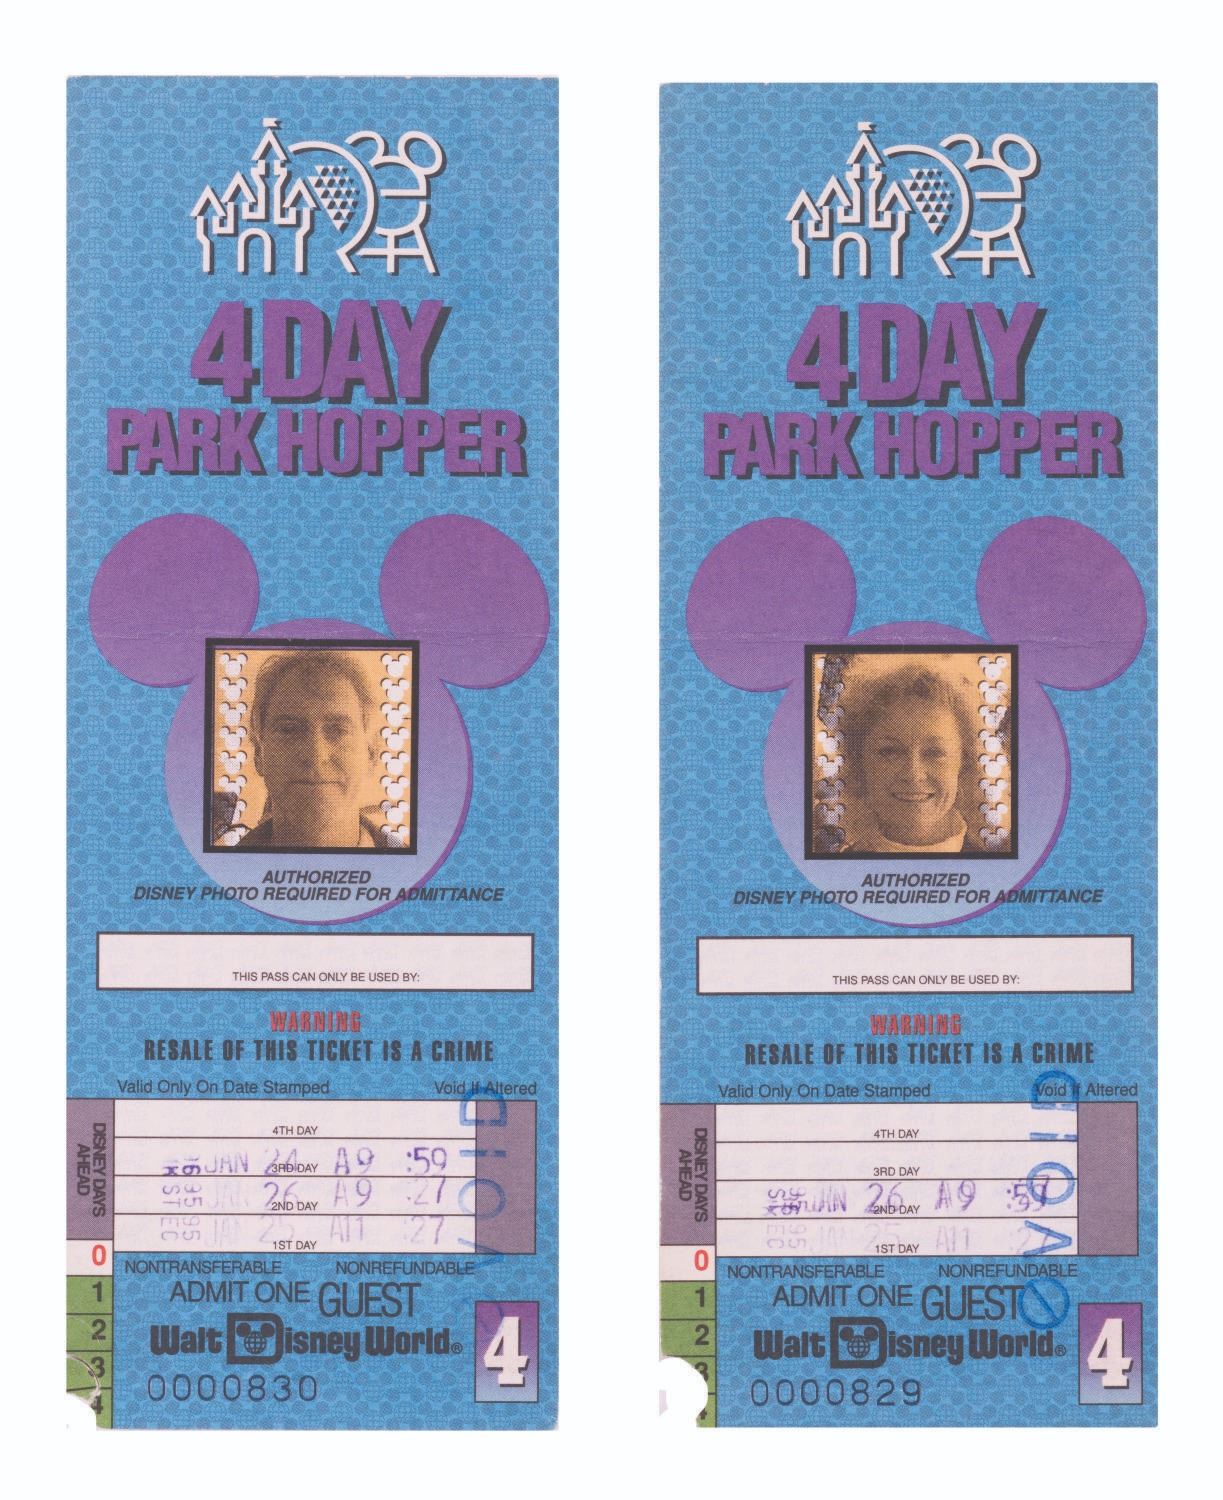 4 DAY
PARK HOPPER
AUTHORIZED
DISNEY PHOTO REQUIRED FOR ADMITTANCE
THIS PASS CAN ONLY BE USED BY:
WARNING
RESALE OF THIS TICKET IS A CRIME
Valid Only On Date Stamped Void If Altered
DISNEY DAYS
AHEAD
4TH DAY
JAN 24 A9 :59
3RD DAY
JAN 26 A9 :27
2ND DAY
JAN 25 A11 :27
1ST DAY
VOID
0
1
2
3
4
NONTRANSFERABLE NONREFUNDABLE
ADMIT ONE GUEST
Walt Disney World®
4
0000830
4 DAY
PARK HOPPER
AUTHORIZED
DISNEY PHOTO REQUIRED FOR ADMITTANCE
THIS PASS CAN ONLY BE USED BY:
WARNING
RESALE OF THIS TICKET IS A CRIME
Valid Only On Date Stamped Void If Altered
DISNEY DAYS
AHEAD
4TH DAY
3RD DAY
JAN 26 A9
2ND DAY
JAN 25 A11
1ST DAY
VOID
0
1
2
3
NONTRANSFERABLE NONREFUNDABLE
ADMIT ONE GUEST
Walt Disney World®
4
0000829